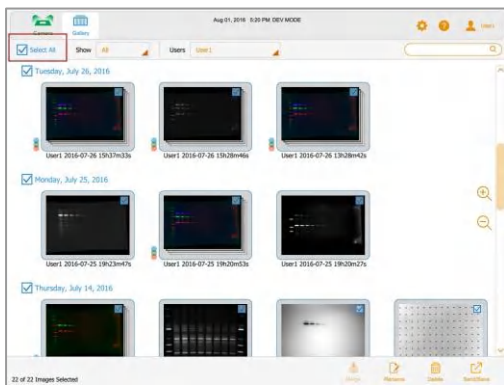 Aug 01, 2016 5:20 PM DEV MODE
Camera
Gallery
Users
Select All
Show
All
Users
User1
Tuesday, July 26, 2016
User1 2016-07-26 15h37m33s
User1 2016-07-26 15h28m46s
User1 2016-07-26 13h28m42s
Monday, July 25, 2016
User1 2016-07-25 19h23m47s
User1 2016-07-25 19h20m53s
User1 2016-07-25 19h20m27s
Thursday, July 14, 2016
22 of 22 Images Selected
Rename
Delete
Send/Save